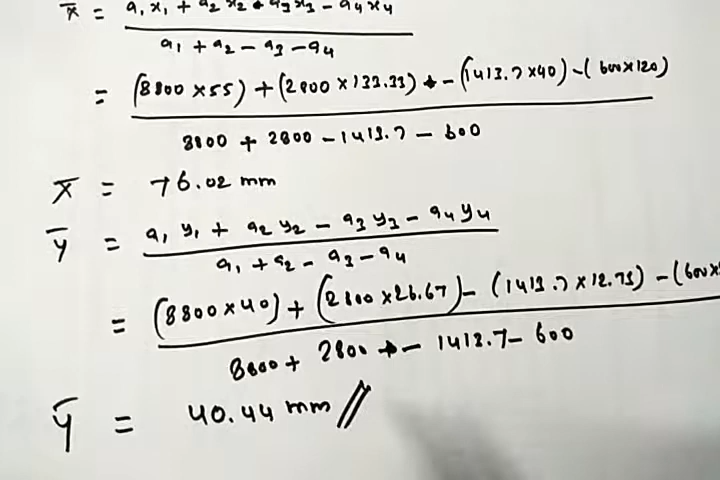 x̄ = a₁x₁ + a₂x₂ + a₃x₃ − a₄x₄
a₁ + a₂ − a₃ − a₄
= (8800 × 55) + (2800 × 133.33) − (1413.7 × 40) − (600 × 120)
8800 + 2800 − 1413.7 − 600
x̄ = 76.02 mm
ȳ = a₁y₁ + a₂y₂ − a₃y₃ − a₄y₄
a₁ + a₂ − a₃ − a₄
= (8800 × 40) + (2800 × 26.67) − (1413.7 × 12.73) − (600 ×
8800 + 2800 − 1413.7 − 600
ȳ = 40.44 mm //